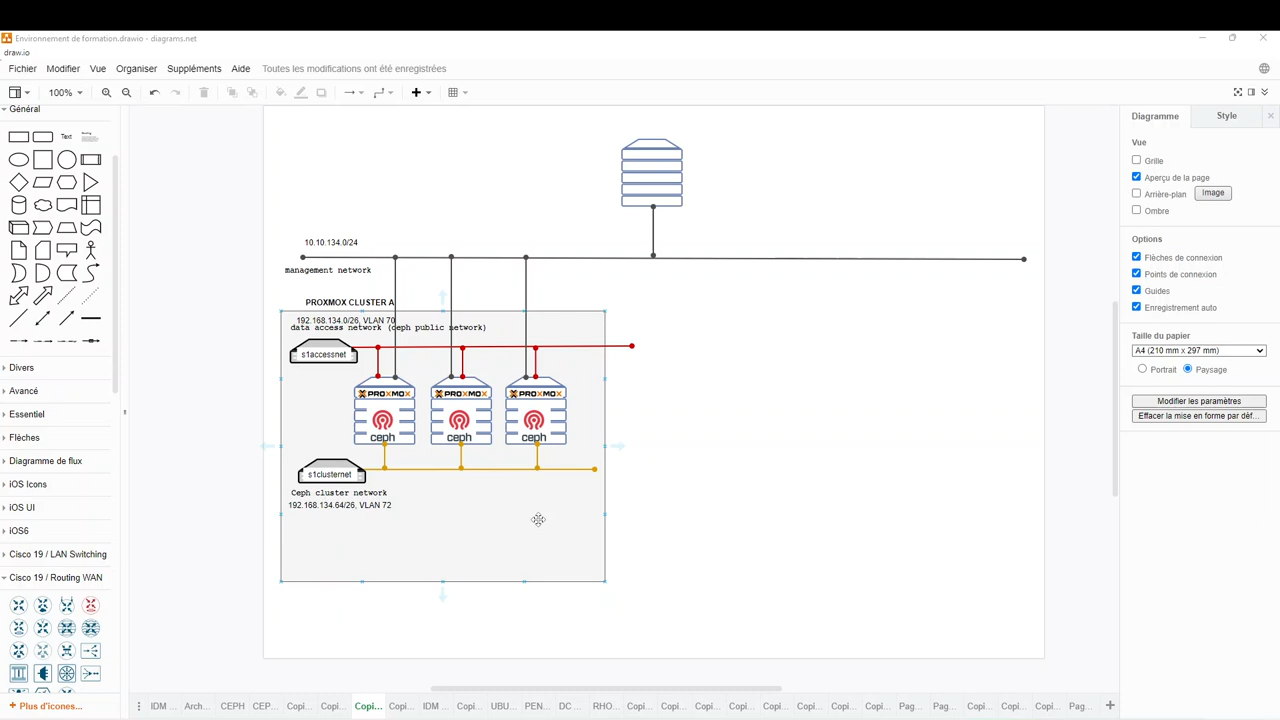 Environnement de formation.drawio - diagrams.net
draw.io
Fichier Modifier Vue Organiser Suppléments Aide Toutes les modifications ont été enregistrées
100%
Général
Text
Divers
Avancé
Essentiel
Flèches
Diagramme de flux
iOS Icons
iOS UI
iOS6
Cisco 19 / LAN Switching
Cisco 19 / Routing WAN
+ Plus d'icones...
10.10.134.0/24
management network
PROXMOX CLUSTER A
192.168.134.0/26, VLAN 70
data access network (ceph public network)
s1accessnet
PROXMOX PROXMOX PROXMOX
ceph ceph ceph
s1clusternet
Ceph cluster network
192.168.134.64/26, VLAN 72
Diagramme Style
Vue
Grille
Aperçu de la page
Arrière-plan Image
Ombre
Options
Flèches de connexion
Points de connexion
Guides
Enregistrement auto
Taille du papier
A4 (210 mm x 297 mm)
Portrait Paysage
Modifier les paramètres
Effacer la mise en forme par déf...
IDM ... Arch... CEPH CEP... Copi... Copi... Copi... Copi... IDM ... Copi... UBU... PEN... DC ... RHO... Copi... Copi... Copi... Copi... Copi... Copi... Copi... Copi... Pag... Pag... Copi... Copi... Copi... Pag...